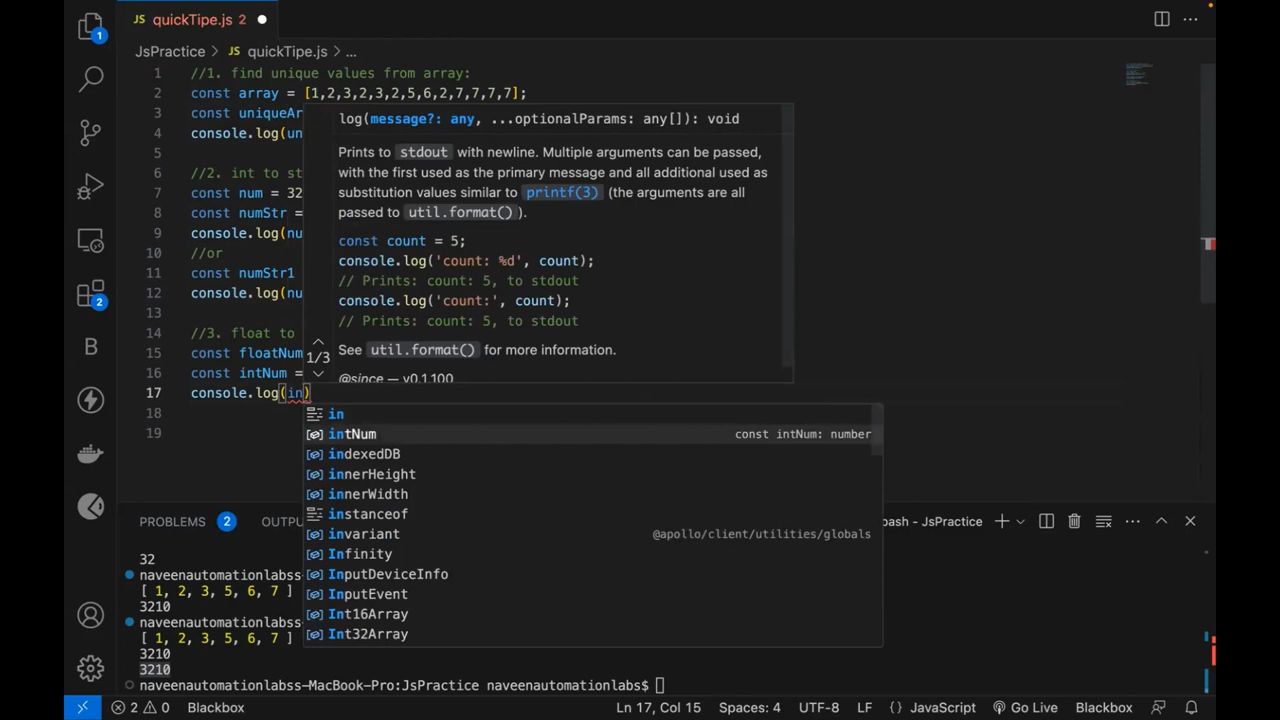 JS quickTipe.js 2
JsPractice > JS quickTipe.js > ...
1 //1. find unique values from array:
2 const array = [1,2,3,2,3,2,5,6,2,7,7,7,7];
3 const uniqueAr
4 console.log(un
5
6 //2. int to st
7 const num = 32
8 const numStr =
9 console.log(nu
10 //or
11 const numStr1
12 console.log(nu
13
14 //3. float to
15 const floatNum
16 const intNum =
17 console.log(in)
18
19
log(message?: any, ...optionalParams: any[]): void
Prints to stdout with newline. Multiple arguments can be passed,
with the first used as the primary message and all additional used as
substitution values similar to printf(3) (the arguments are all
passed to util.format() ).
const count = 5;
console.log('count: %d', count);
// Prints: count: 5, to stdout
console.log('count:', count);
// Prints: count: 5, to stdout
1/3
See util.format() for more information.
@since — v0.1.100
in
intNum const intNum: number
indexedDB
innerHeight
innerWidth
instanceof
invariant @apollo/client/utilities/globals
Infinity
InputDeviceInfo
InputEvent
Int16Array
Int32Array
1
2
B
PROBLEMS 2 OUTPU bash - JsPractice
32
naveenautomationlabss-
[ 1, 2, 3, 5, 6, 7 ]
3210
naveenautomationlabss-
[ 1, 2, 3, 5, 6, 7 ]
3210
3210
naveenautomationlabss-MacBook-Pro:JsPractice naveenautomationlabs$
2 0 Blackbox Ln 17, Col 15 Spaces: 4 UTF-8 LF {} JavaScript Go Live Blackbox